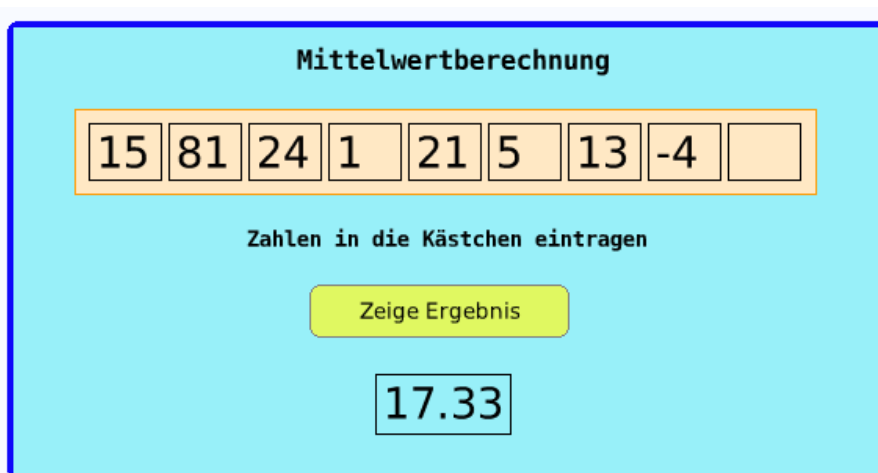 Mittelwertberechnung
15 81 24 1 21 5 13 -4
Zahlen in die Kästchen eintragen
Zeige Ergebnis
17.33